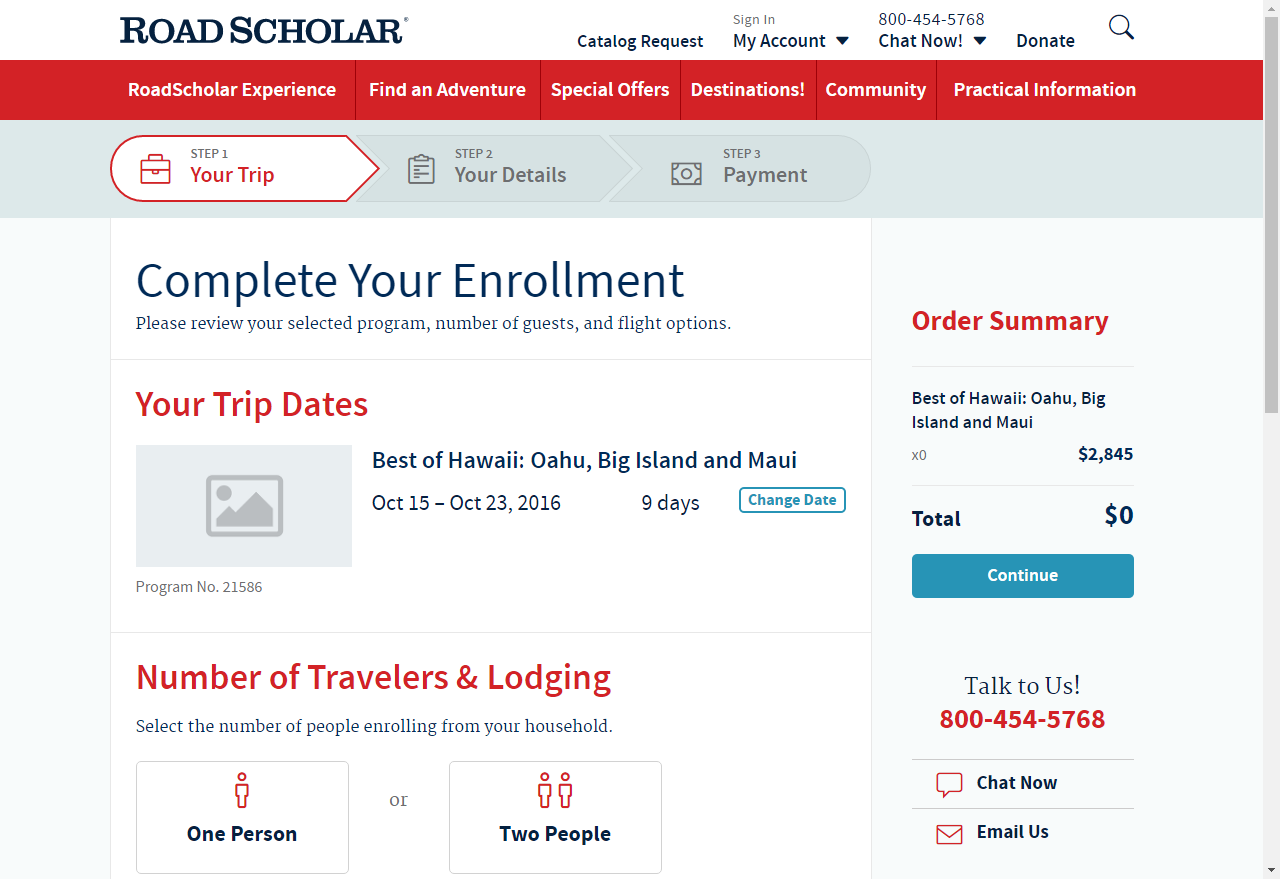 ROAD SCHOLAR®
Sign In
My Account
800-454-5768
Chat Now!
Catalog Request
Donate
RoadScholar Experience
Find an Adventure
Special Offers
Destinations!
Community
Practical Information
STEP 1
Your Trip
STEP 2
Your Details
STEP 3
Payment
Complete Your Enrollment
Please review your selected program, number of guests, and flight options.
Your Trip Dates
Best of Hawaii: Oahu, Big Island and Maui
Oct 15 – Oct 23, 2016
9 days
Change Date
Program No. 21586
Number of Travelers & Lodging
Select the number of people enrolling from your household.
One Person
or
Two People
Order Summary
Best of Hawaii: Oahu, Big
Island and Maui
x0
$2,845
Total
$0
Continue
Talk to Us!
800-454-5768
Chat Now
Email Us